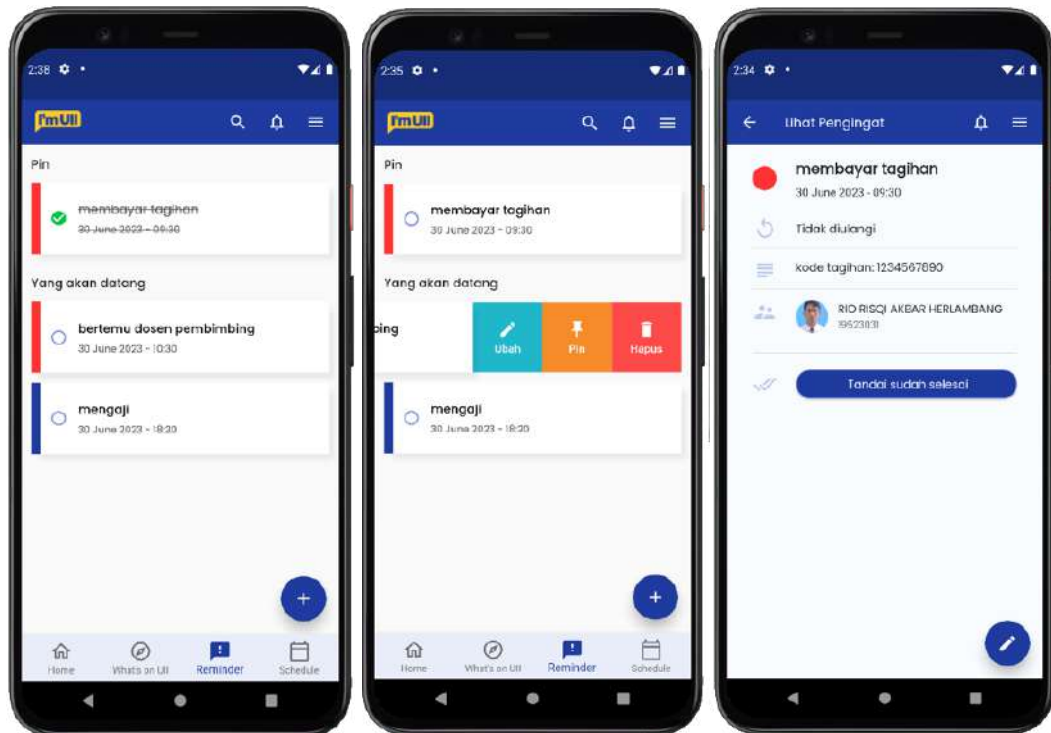 2:38
I'm UII
Pin
membayar tagihan
30 June 2023 - 09:30
Yang akan datang
bertemu dosen pembimbing
30 June 2023 - 10:30
mengaji
30 June 2023 - 18:20
+
Home
What's on UII
Reminder
Schedule
2:35
I'm UII
Pin
membayar tagihan
30 June 2023 - 09:30
Yang akan datang
bing
Ubah
Pin
Hapus
mengaji
30 June 2023 - 18:20
+
Home
What's on UII
Reminder
Schedule
2:34
Lihat Pengingat
membayar tagihan
30 June 2023 - 09:30
Tidak diulangi
kode tagihan: 1234567890
RIO RISQI AKBAR HERLAMBANG
Tandai sudah selesai